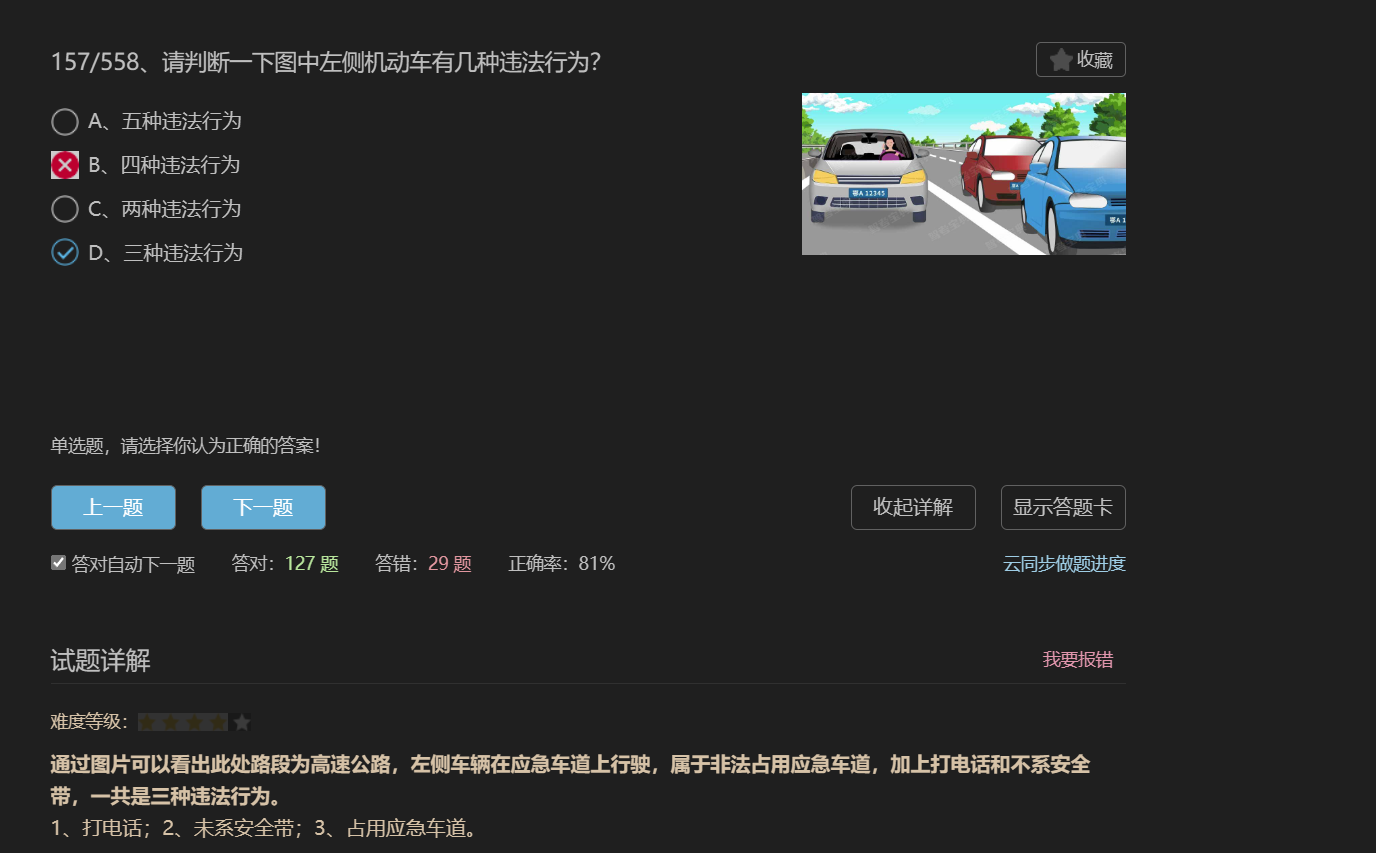 157/558、请判断一下图中左侧机动车有几种违法行为?
收藏
A、五种违法行为
B、四种违法行为
C、两种违法行为
D、三种违法行为
鄂A 12345
鄂A 1
单选题，请选择你认为正确的答案!
上一题
下一题
收起详解
显示答题卡
答对自动下一题
答对：127 题
答错：29 题
正确率：81%
云同步做题进度
试题详解
我要报错
难度等级：
通过图片可以看出此处路段为高速公路，左侧车辆在应急车道上行驶，属于非法占用应急车道，加上打电话和不系安全
带，一共是三种违法行为。
1、打电话；2、未系安全带；3、占用应急车道。